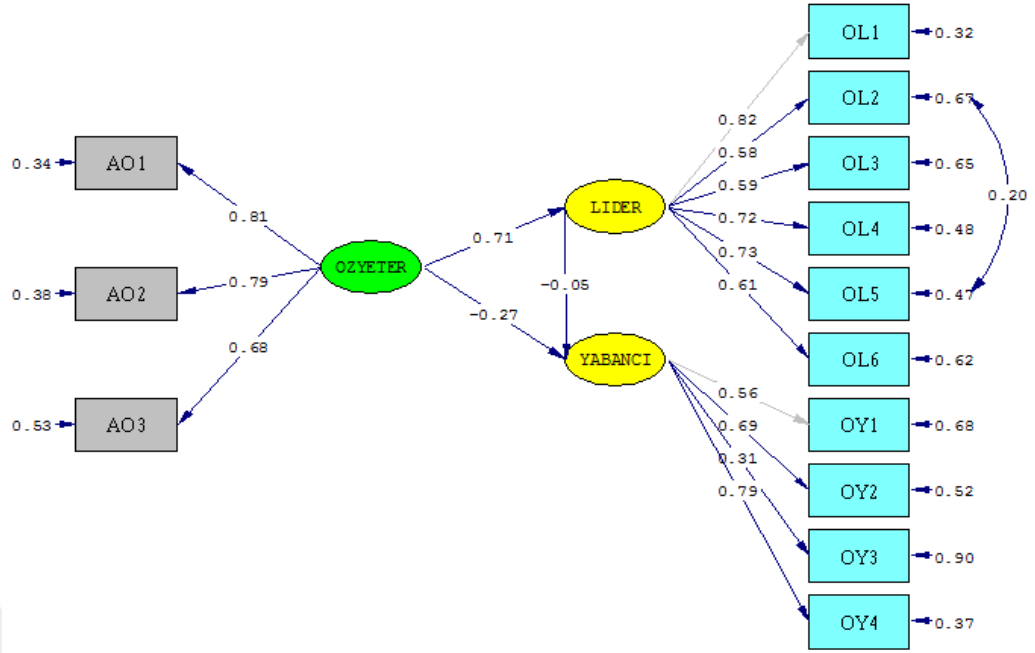 0.34
AO1
0.38
AO2
0.53
AO3
0.81
0.79
0.68
OZYETER
0.71
-0.27
LIDER
-0.05
YABANCI
0.82
0.58
0.59
0.72
0.73
0.61
0.56
0.69
0.31
0.79
OL1
0.32
OL2
0.67
OL3
0.65
OL4
0.48
OL5
0.47
OL6
0.62
OY1
0.68
OY2
0.52
OY3
0.90
OY4
0.37
0.20